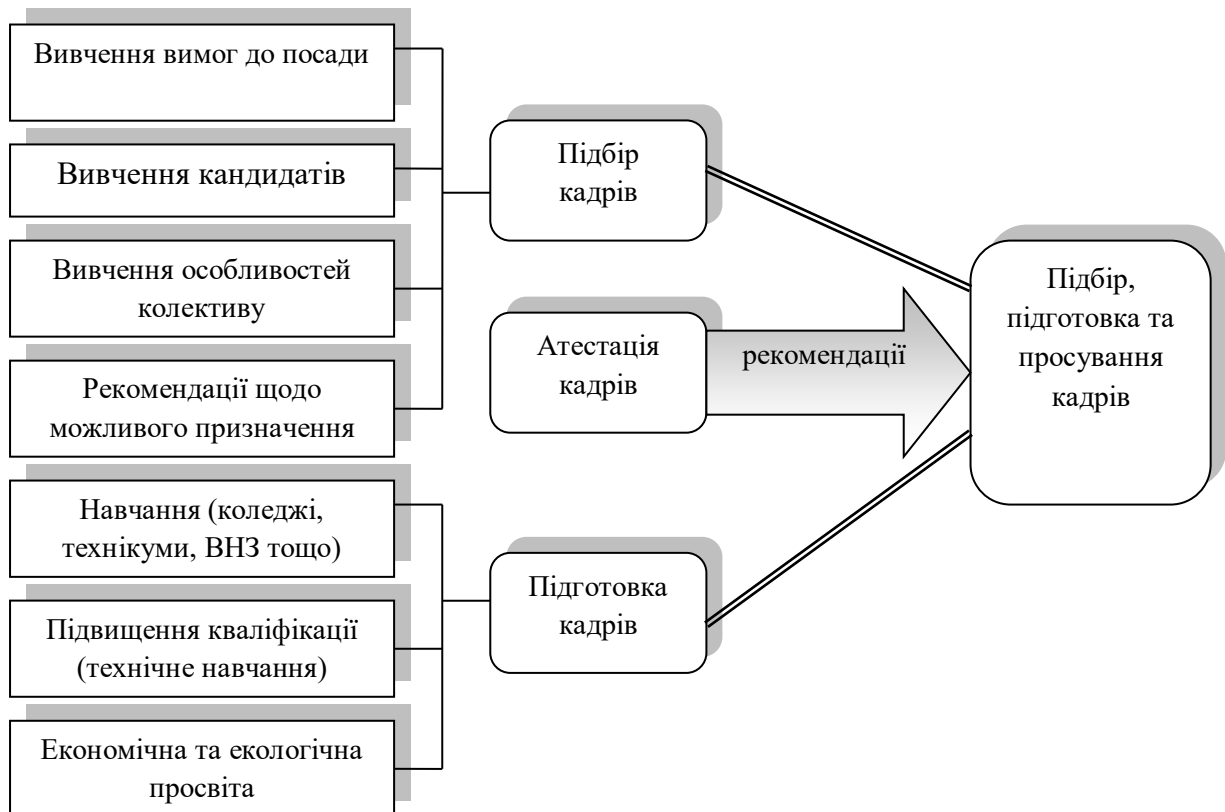 Вивчення вимог до посади
Вивчення кандидатів
Вивчення особливостей
колективу
Рекомендації щодо
можливого призначення
Навчання (коледжі,
технікуми, ВНЗ тощо)
Підвищення кваліфікації
(технічне навчання)
Економічна та екологічна
просвіта
Підбір
кадрів
Атестація
кадрів
Підготовка
кадрів
рекомендації
Підбір,
підготовка та
просування
кадрів